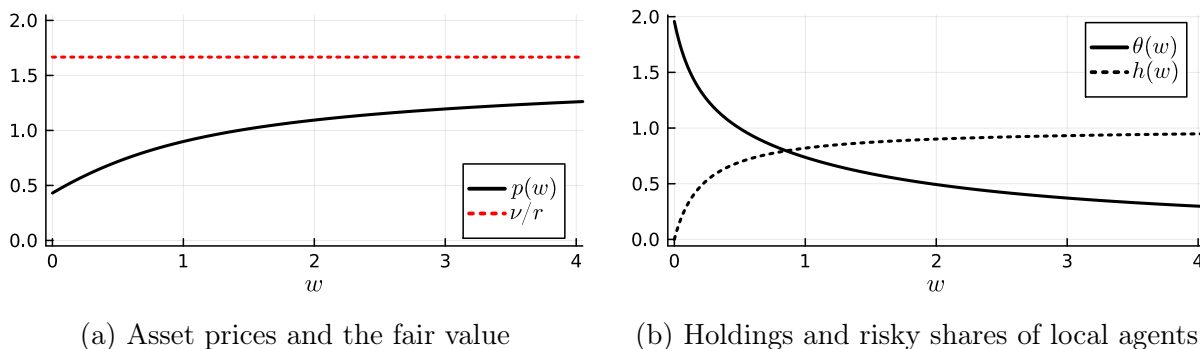 2.0
1.5
1.0
0.5
0.0
p(w)
ν/r
0 1 2 3 4
w
(a) Asset prices and the fair value
2.0
1.5
1.0
0.5
0.0
θ(w)
h(w)
0 1 2 3 4
w
(b) Holdings and risky shares of local agents